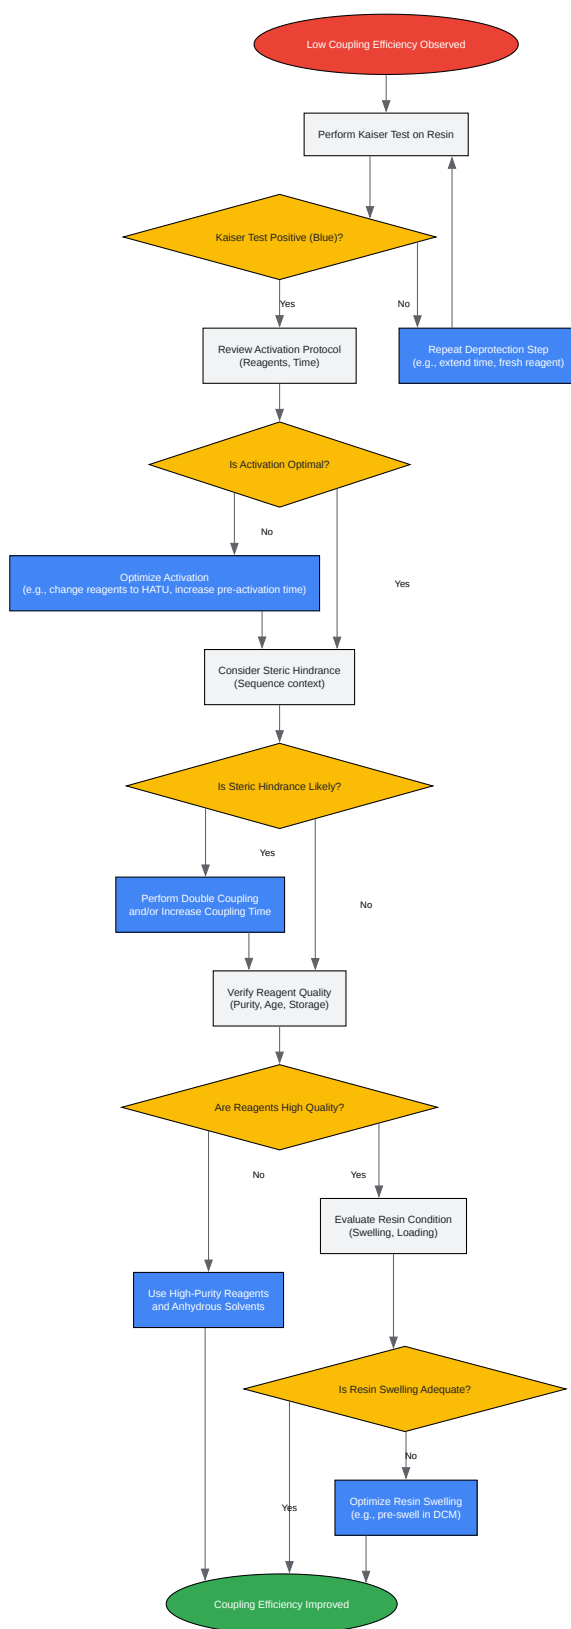 Low Coupling Efficiency Observed
Perform Kaiser Test on Resin
Kaiser Test Positive (Blue)?
Yes
No
Review Activation Protocol
(Reagents, Time)
Repeat Deprotection Step
(e.g., extend time, fresh reagent)
Is Activation Optimal?
No
Optimize Activation
(e.g., change reagents to HATU, increase pre-activation time)
Yes
Consider Steric Hindrance
(Sequence context)
Is Steric Hindrance Likely?
Yes
Perform Double Coupling
and/or Increase Coupling Time
No
Verify Reagent Quality
(Purity, Age, Storage)
Are Reagents High Quality?
No
Yes
Evaluate Resin Condition
(Swelling, Loading)
Use High-Purity Reagents
and Anhydrous Solvents
Is Resin Swelling Adequate?
No
Optimize Resin Swelling
(e.g., pre-swell in DCM)
Yes
Coupling Efficiency Improved